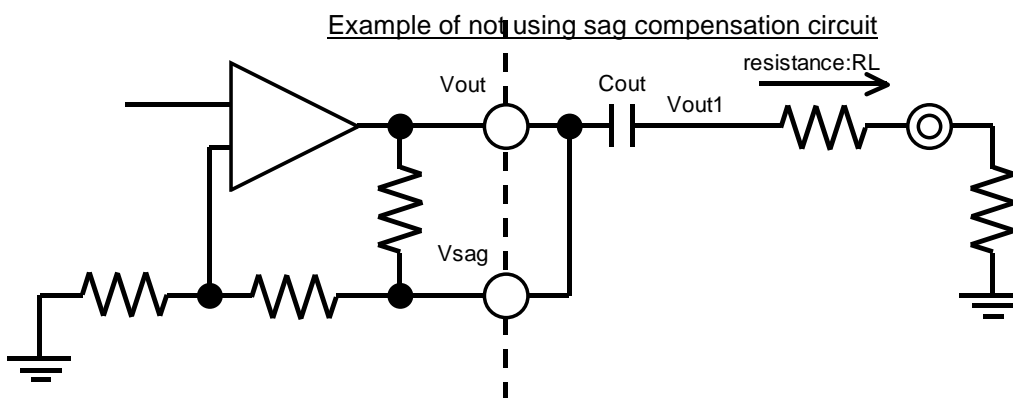 Example of not using sag compensation circuit
resistance:RL
Vout
Cout
Vout1
Vsag